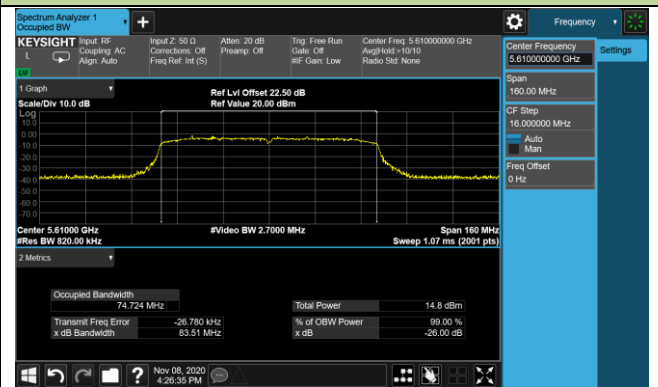 Spectrum Analyzer 1
Occupied BW
Frequency
KEYSIGHT
L
LXI
Input: RF
Coupling: AC
Align: Auto
Input Z: 50 Ω
Corrections: Off
Freq Ref: Int (S)
Atten: 20 dB
Preamp: Off
Trig: Free Run
Gate: Off
#IF Gain: Low
Center Freq: 5.610000000 GHz
Avg|Hold:>10/10
Radio Std: None
Center Frequency
5.610000000 GHz
Settings
Span
160.00 MHz
CF Step
16.000000 MHz
Auto
Man
Freq Offset
0 Hz
1 Graph
Scale/Div 10.0 dB
Ref Lvl Offset 22.50 dB
Ref Value 20.00 dBm
Log
10.0
0.00
-10.0
-20.0
-30.0
-40.0
-50.0
-60.0
-70.0
Center 5.61000 GHz
#Res BW 820.00 kHz
#Video BW 2.7000 MHz
Span 160 MHz
Sweep 1.07 ms (2001 pts)
2 Metrics
Occupied Bandwidth
74.724 MHz
Total Power
14.8 dBm
Transmit Freq Error
-26.780 kHz
% of OBW Power
99.00 %
x dB Bandwidth
83.51 MHz
x dB
-26.00 dB
?
Nov 08, 2020
4:26:35 PM